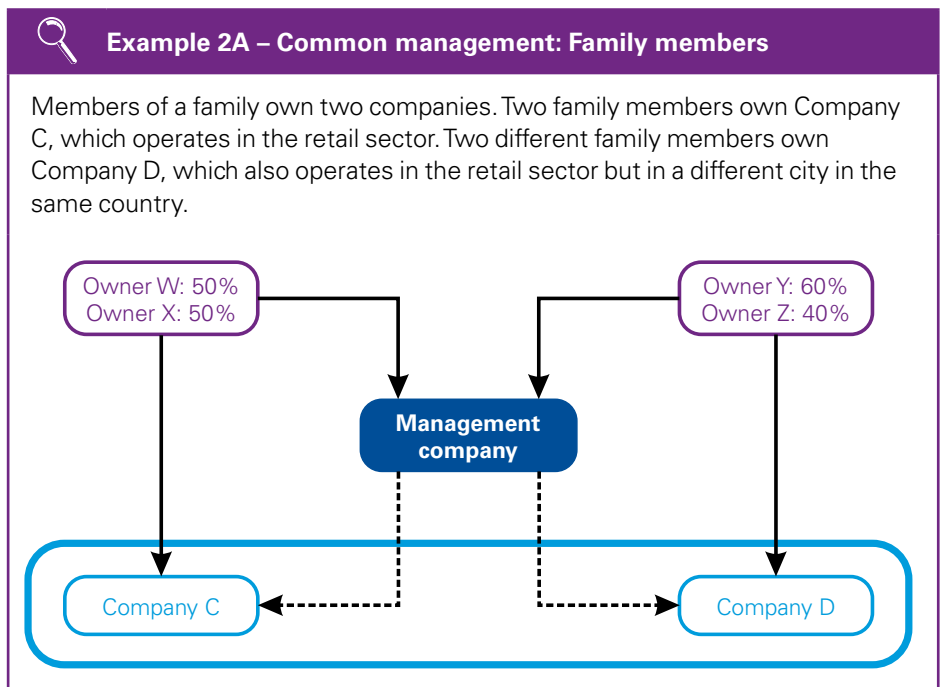 Example 2A – Common management: Family members
Members of a family own two companies. Two family members own Company
C, which operates in the retail sector. Two different family members own
Company D, which also operates in the retail sector but in a different city in the
same country.
Owner W: 50%
Owner X: 50%
Owner Y: 60%
Owner Z: 40%
Management
company
Company C
Company D